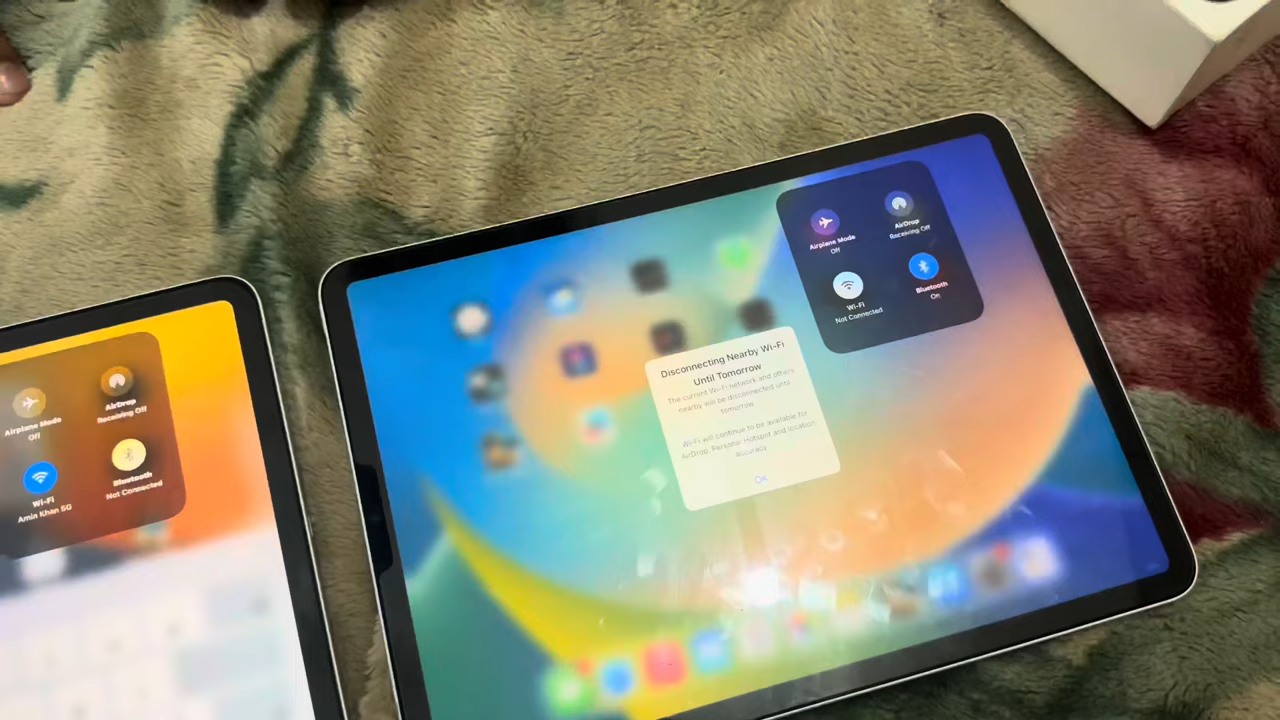 Airplane Mode
Off
AirDrop
Receiving Off
Wi-Fi
Amin Khan 5G
Bluetooth
Not Connected
Airplane Mode
Off
AirDrop
Receiving Off
Wi-Fi
Not Connected
Bluetooth
On
Disconnecting Nearby Wi-Fi
Until Tomorrow
The current Wi-Fi network and others
nearby will be disconnected until
tomorrow.
Wi-Fi will continue to be available for
AirDrop, Personal Hotspot and location
accuracy.
OK